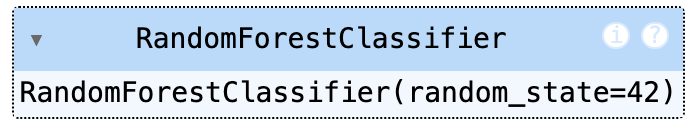 ▼ RandomForestClassifier i ?
RandomForestClassifier(random_state=42)